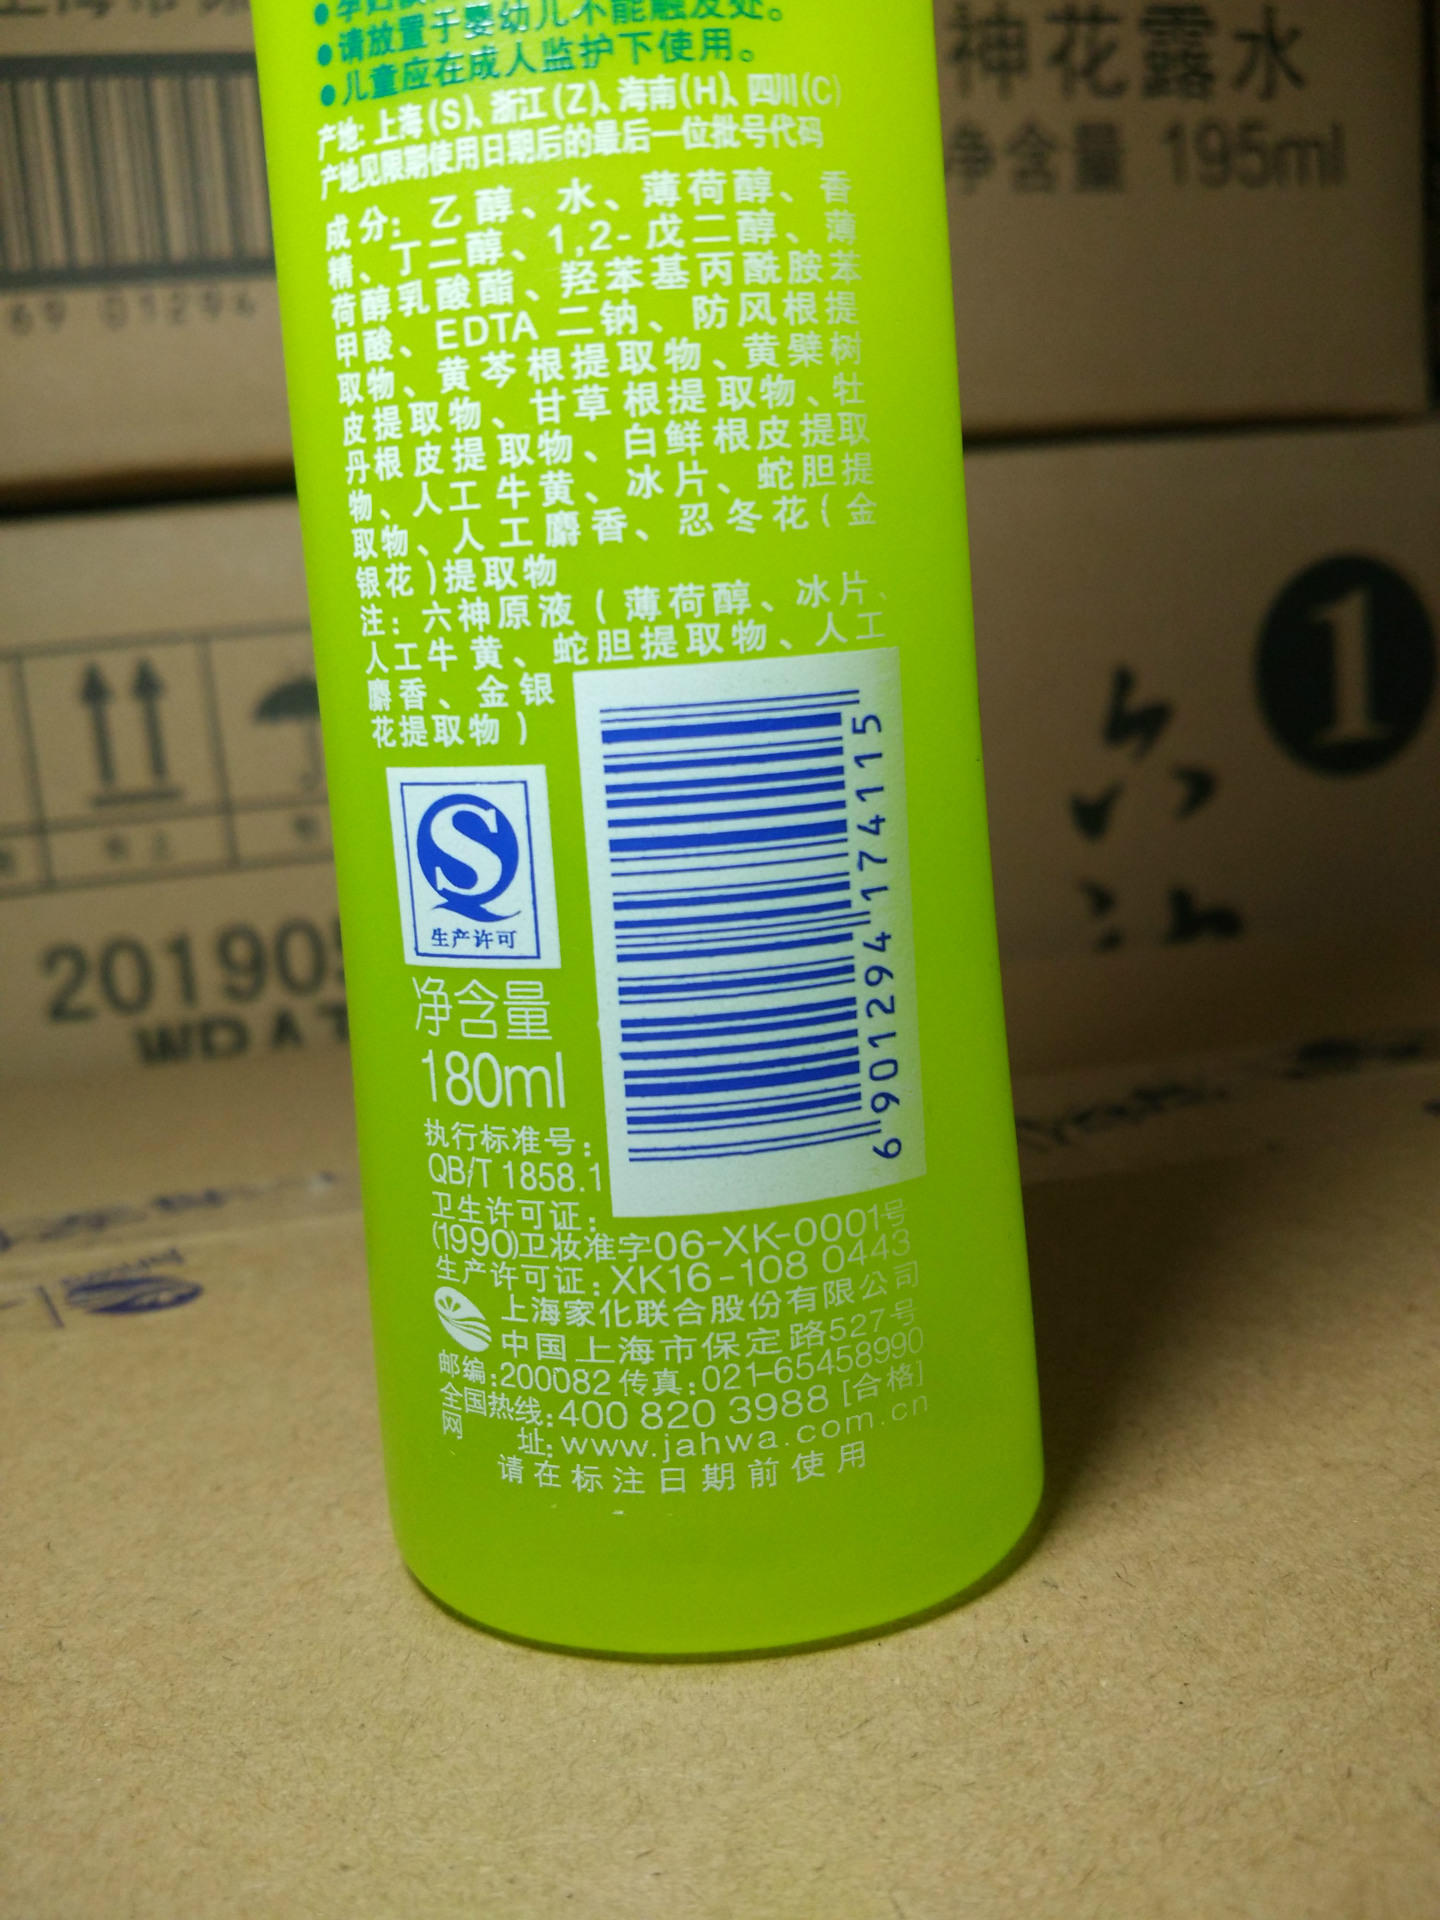 ●请放置于婴幼儿不能触及处。
●儿童应在成人监护下使用。
产地: 上海(S)、浙江(Z)、海南(H)、四川(C)
产地见限期使用日期后的最后一位批号代码
成分: 乙醇、水、薄荷醇、香
精、丁二醇、1,2-戊二醇、薄
荷醇乳酸酯、羟苯基丙酰胺苯
甲酸、EDTA 二钠、防风根提
取物、黄芩根提取物、黄檗树
皮提取物、甘草根提取物、牡
丹根皮提取物、白鲜根皮提取
物、人工牛黄、冰片、蛇胆提
取物、人工麝香、忍冬花(金
银花)提取物
注: 六神原液(薄荷醇、冰片、
人工牛黄、蛇胆提取物、人工
麝香、金银
花提取物)
6901294174115
生产许可
净含量
180ml
执行标准号:
QB/T 1858.1
卫生许可证:
(1990)卫妆准字06-XK-0001号
生产许可证: XK16-108 0443
上海家化联合股份有限公司
中国上海市保定路527号
邮编:200082 传真:021-65458990
全国热线:400 820 3988 [合格]
网址:www.jahwa.com.cn
请在标注日期前使用
神花露水
净含量 195ml
69 01294
1
六